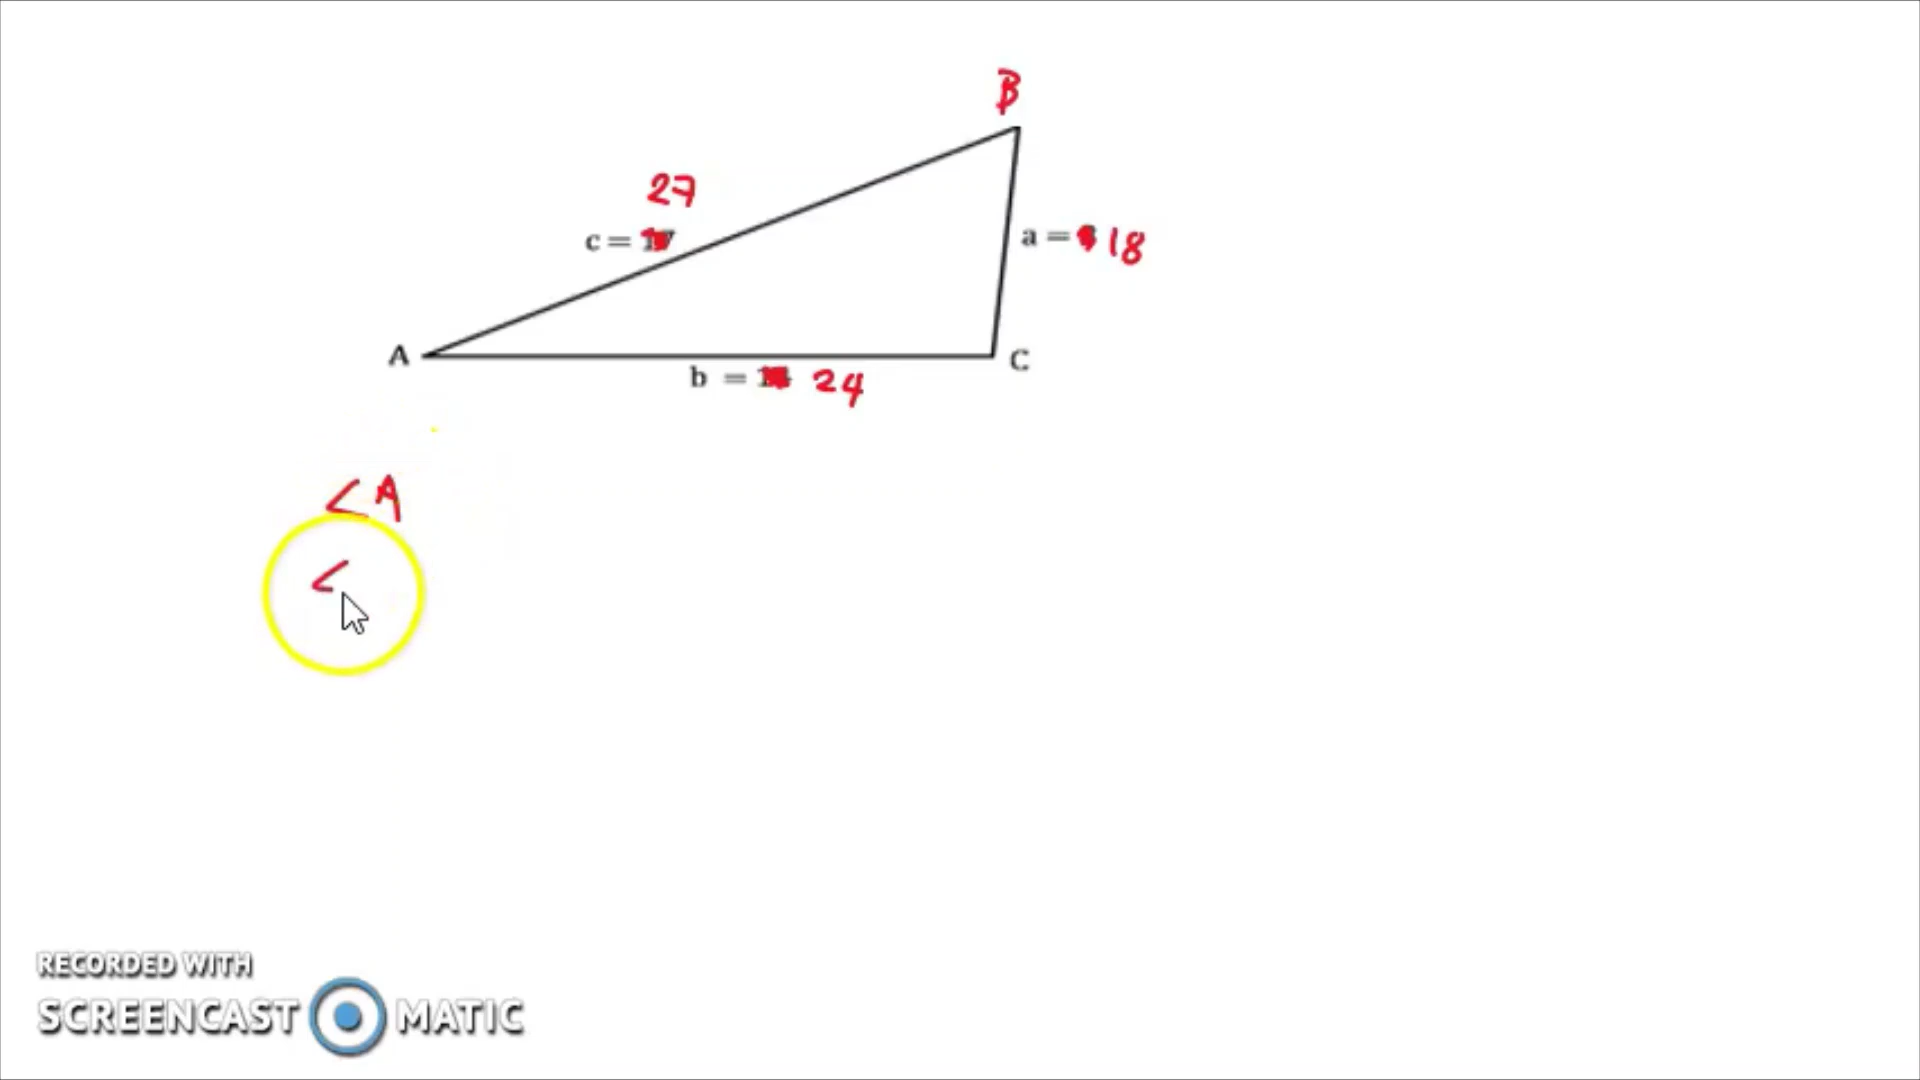 B
27
c =
a = 18
A
C
b = 24
<A
<
RECORDED WITH
SCREENCAST MATIC